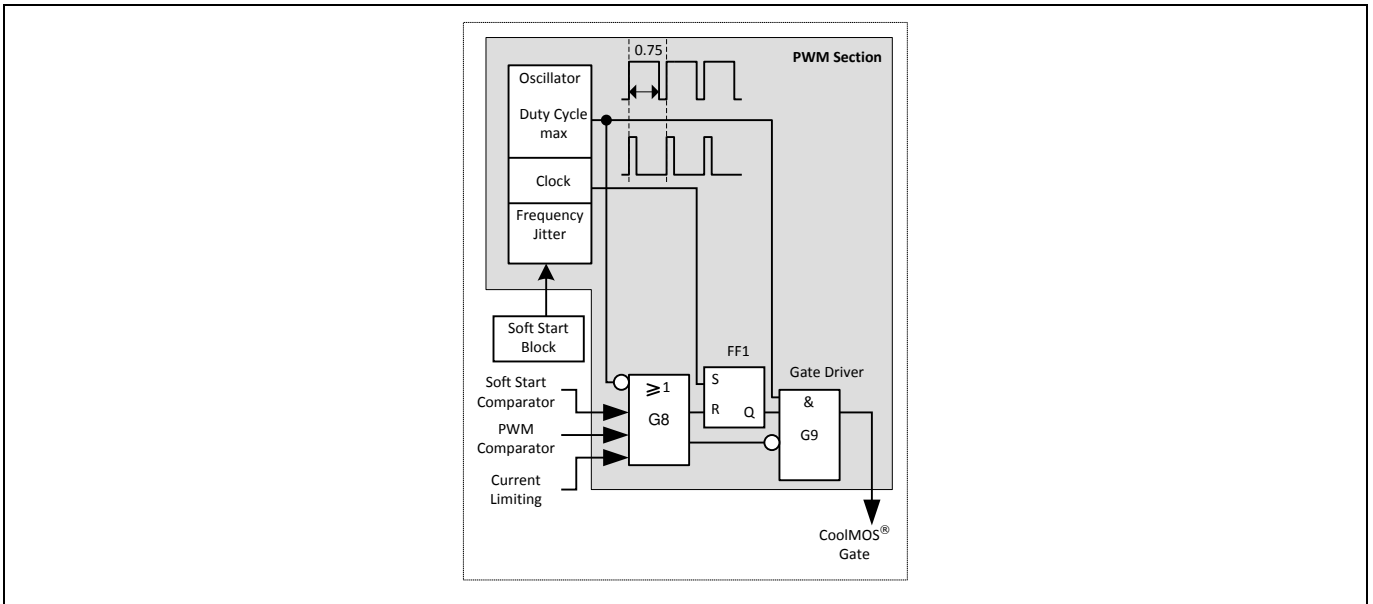 0.75
PWM Section
Oscillator
Duty Cycle
max
Clock
Frequency
Jitter
Soft Start
Block
FF1
Gate Driver
Soft Start
Comparator
PWM
Comparator
Current
Limiting
≥1
G8
S
R Q
&
G9
CoolMOS®
Gate